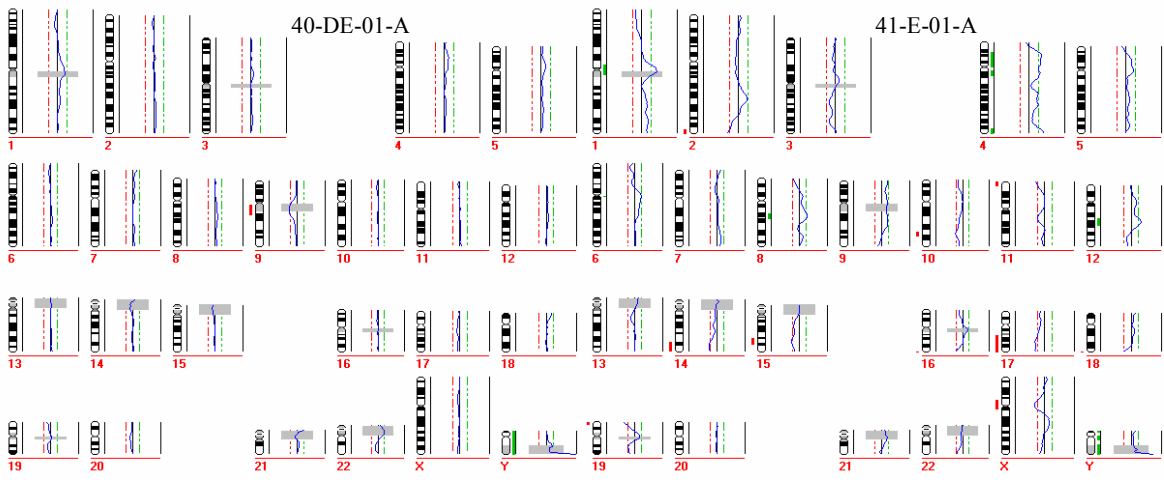 40-DE-01-A 41-E-01-A
1 2 3 4 5 1 2 3 4 5
6 7 8 9 10 11 12 6 7 8 9 10 11 12
13 14 15 16 17 18 13 14 15 16 17 18
19 20 21 22 X Y 19 20 21 22 X Y